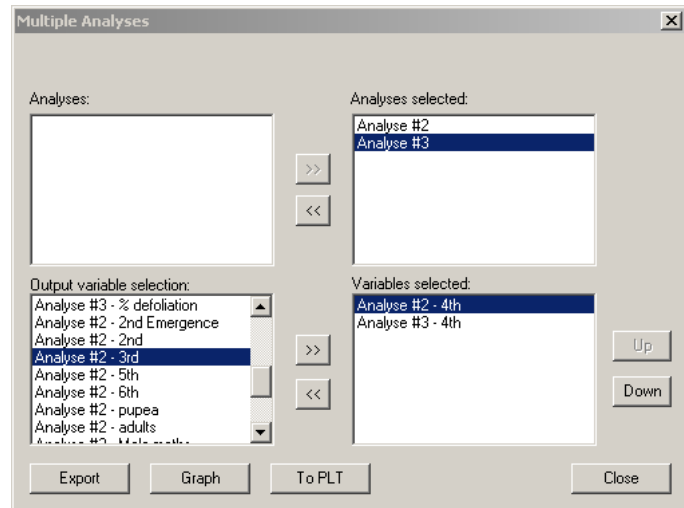 Multiple Analyses
Analyses:
Analyses selected:
Analyse #2
Analyse #3
>>
<<
Output variable selection:
Analyse #3 - % defoliation
Analyse #2 - 2nd Emergence
Analyse #2 - 2nd
Analyse #2 - 3rd
Analyse #2 - 5th
Analyse #2 - 6th
Analyse #2 - pupea
Analyse #2 - adults
>>
<<
Variables selected:
Analyse #2 - 4th
Analyse #3 - 4th
Up
Down
Export
Graph
To PLT
Close